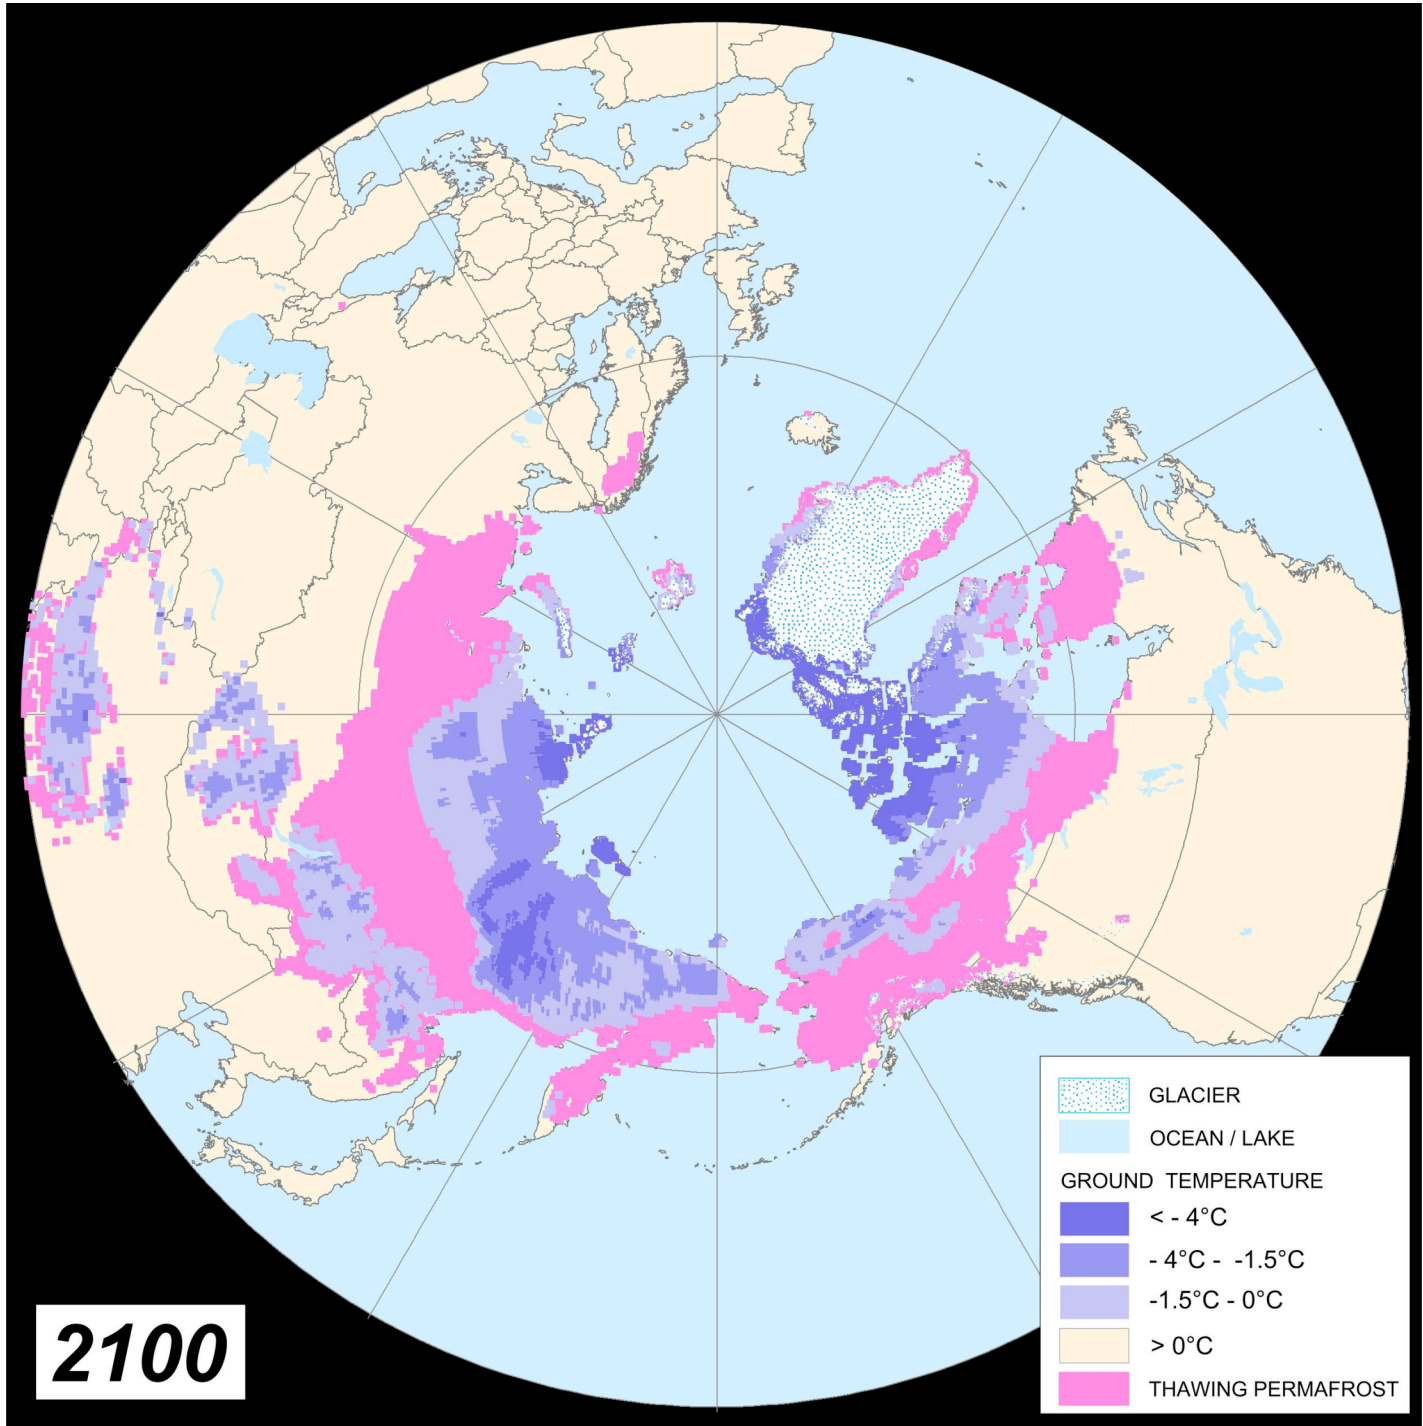 GLACIER
OCEAN / LAKE
GROUND TEMPERATURE
< - 4°C
- 4°C - -1.5°C
-1.5°C - 0°C
> 0°C
THAWING PERMAFROST
2100